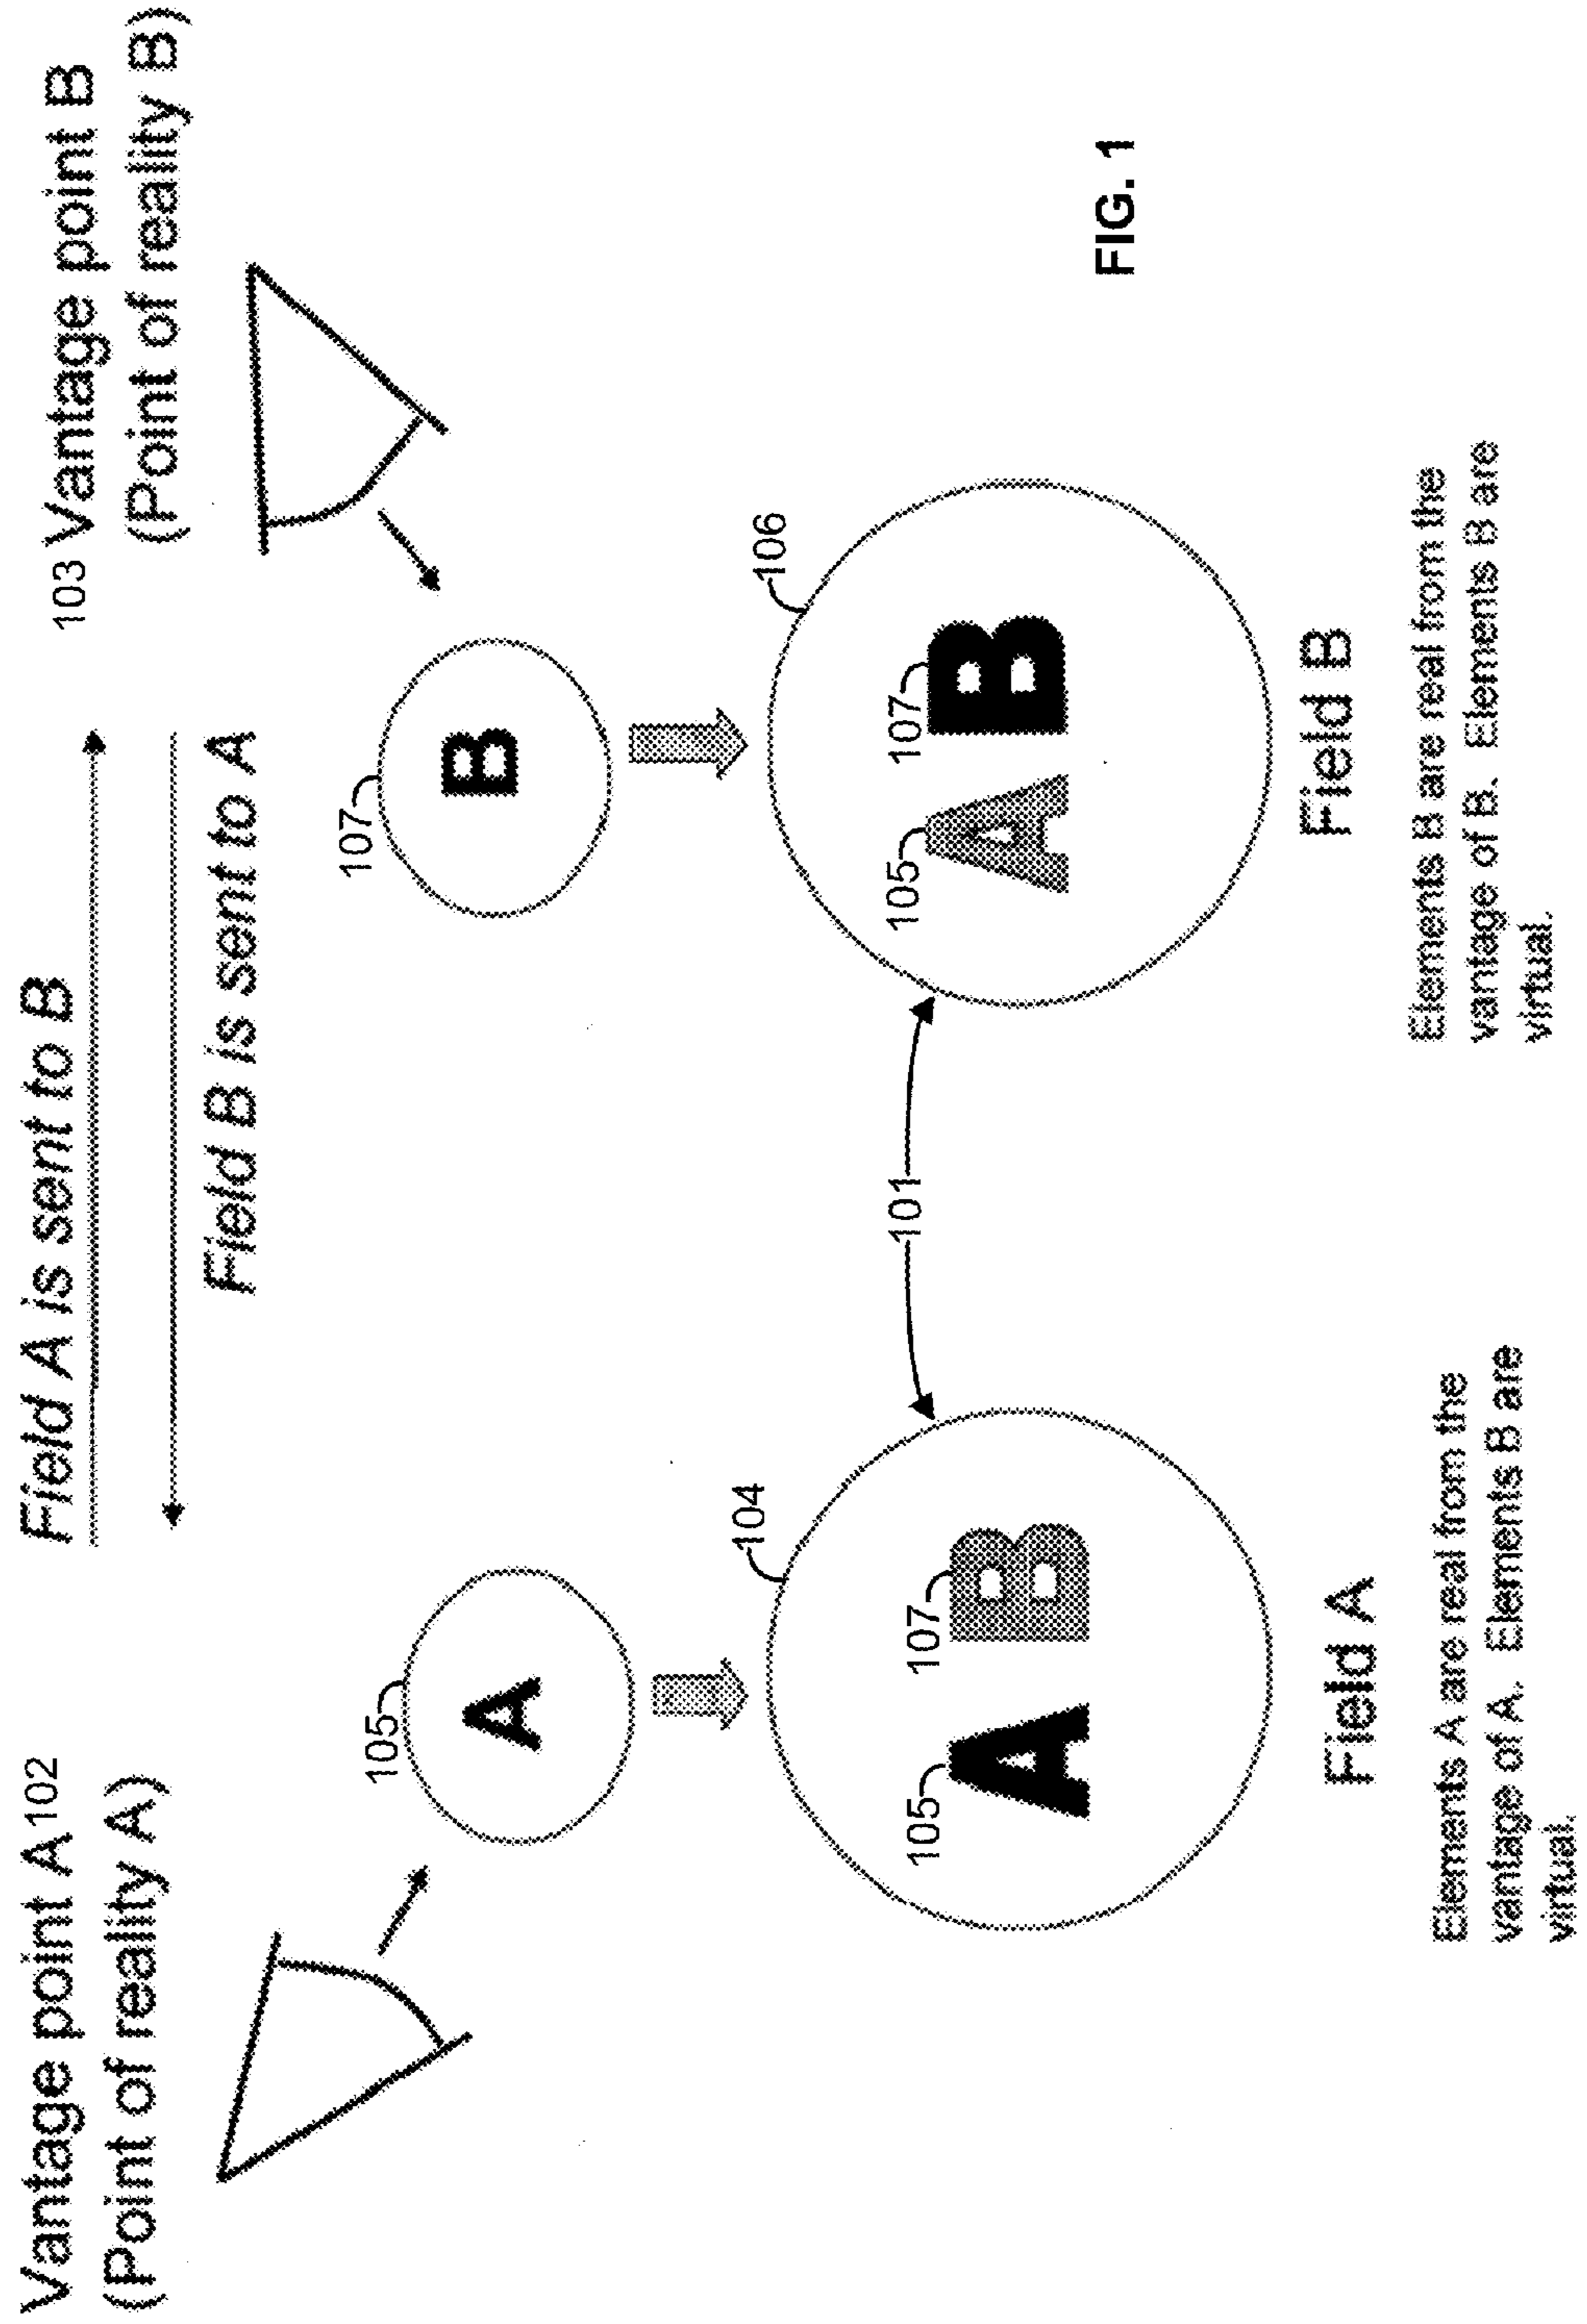 Vantage point A 102
(Point of reality A)
Field A is sent to B
Field B is sent to A
103 Vantage point B
(Point of reality B)
105
A
107
B
104
105
107
A B
101
106
105
107
A B
FIG. 1
Field A
Field B
Elements A are real from the
vantage of A. Elements B are
virtual.
Elements B are real from the
vantage of B. Elements B are
virtual.